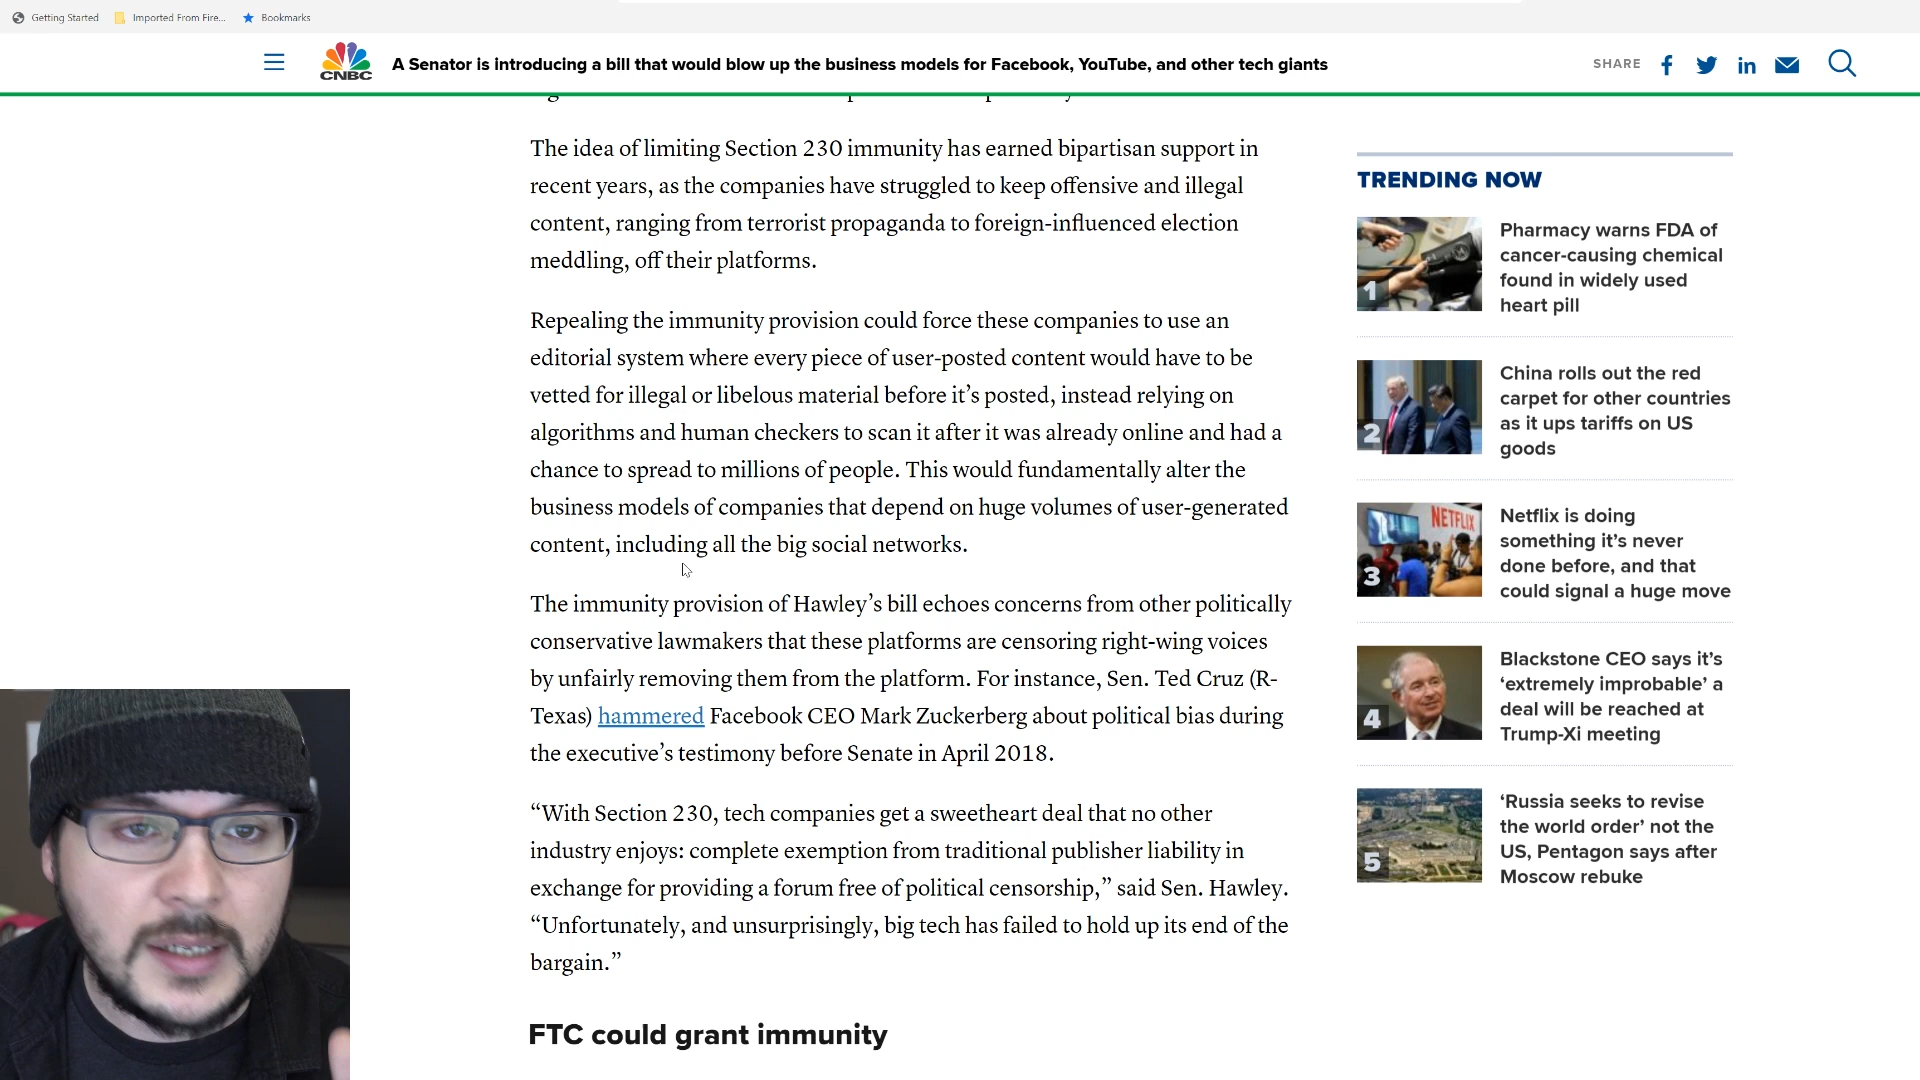 Getting Started
Imported From Fire...
Bookmarks
CNBC
A Senator is introducing a bill that would blow up the business models for Facebook, YouTube, and other tech giants
SHARE
The idea of limiting Section 230 immunity has earned bipartisan support in
recent years, as the companies have struggled to keep offensive and illegal
content, ranging from terrorist propaganda to foreign-influenced election
meddling, off their platforms.
Repealing the immunity provision could force these companies to use an
editorial system where every piece of user-posted content would have to be
vetted for illegal or libelous material before it’s posted, instead relying on
algorithms and human checkers to scan it after it was already online and had a
chance to spread to millions of people. This would fundamentally alter the
business models of companies that depend on huge volumes of user-generated
content, including all the big social networks.
The immunity provision of Hawley’s bill echoes concerns from other politically
conservative lawmakers that these platforms are censoring right-wing voices
by unfairly removing them from the platform. For instance, Sen. Ted Cruz (R-
Texas) hammered Facebook CEO Mark Zuckerberg about political bias during
the executive’s testimony before Senate in April 2018.
“With Section 230, tech companies get a sweetheart deal that no other
industry enjoys: complete exemption from traditional publisher liability in
exchange for providing a forum free of political censorship,” said Sen. Hawley.
“Unfortunately, and unsurprisingly, big tech has failed to hold up its end of the
bargain.”
FTC could grant immunity
TRENDING NOW
1
Pharmacy warns FDA of
cancer-causing chemical
found in widely used
heart pill
2
China rolls out the red
carpet for other countries
as it ups tariffs on US
goods
NETFLIX
3
Netflix is doing
something it’s never
done before, and that
could signal a huge move
4
Blackstone CEO says it’s
‘extremely improbable’ a
deal will be reached at
Trump-Xi meeting
5
‘Russia seeks to revise
the world order’ not the
US, Pentagon says after
Moscow rebuke